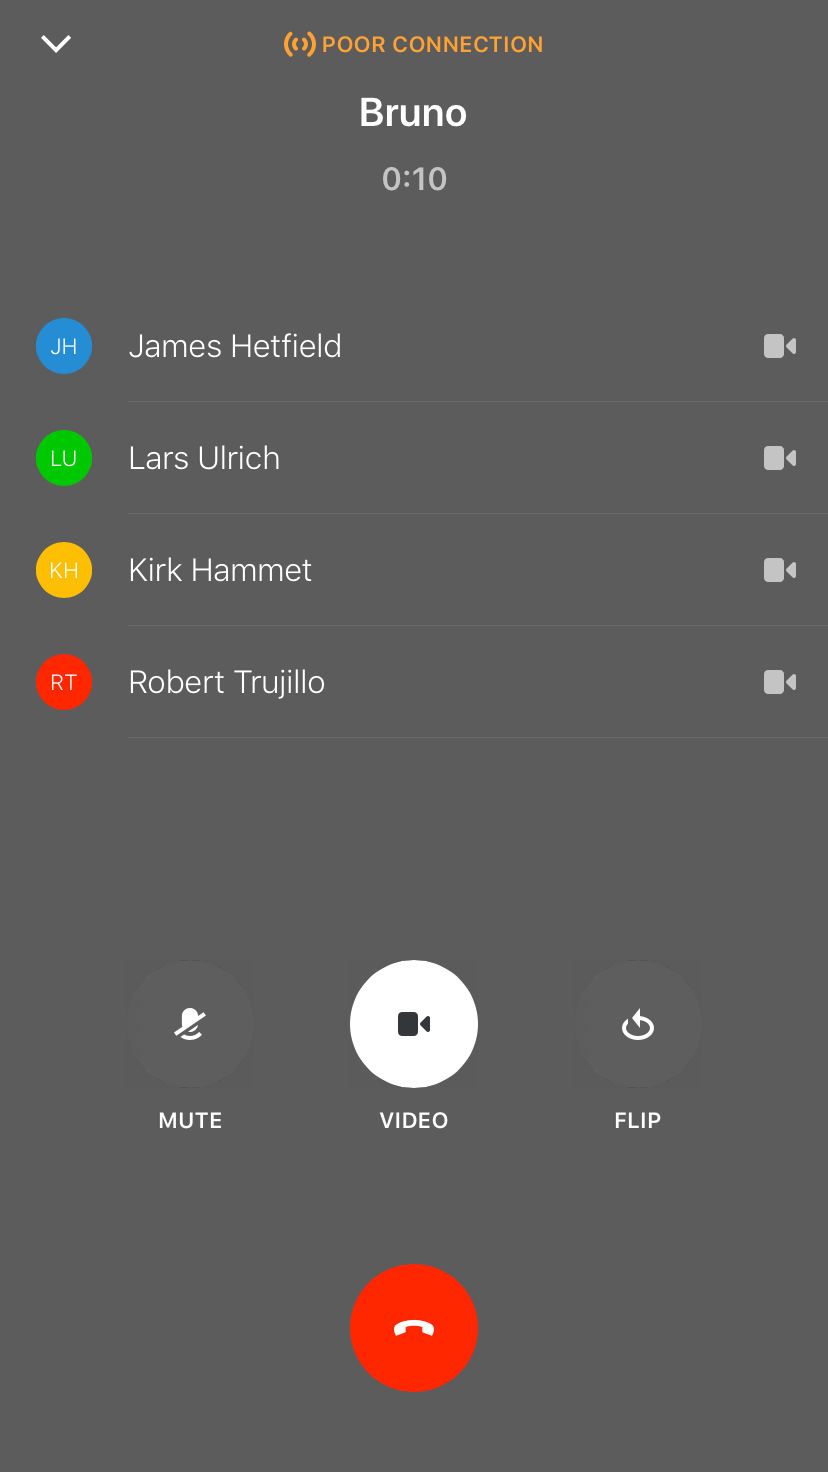 POOR CONNECTION
Bruno
0:10
JH James Hetfield
LU Lars Ulrich
KH Kirk Hammet
RT Robert Trujillo
MUTE VIDEO FLIP